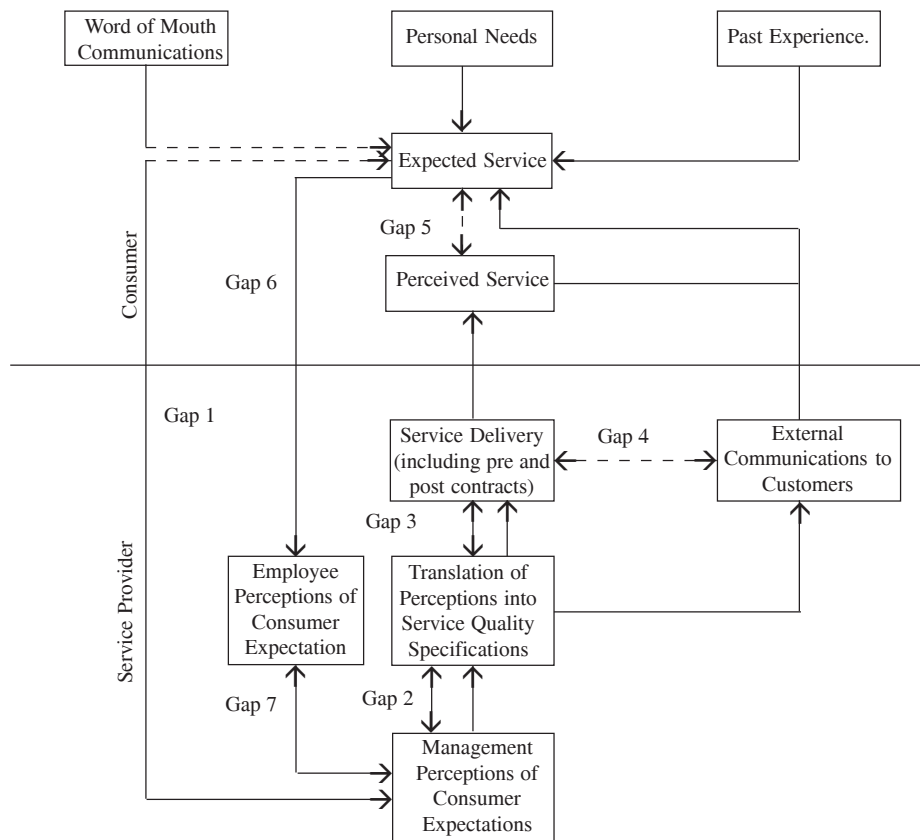 Word of Mouth
Communications
Personal Needs
Past Experience.
Expected Service
Gap 5
Perceived Service
Gap 6
Consumer
Gap 1
Service Delivery
(including pre and
post contracts)
Gap 4
External
Communications to
Customers
Gap 3
Service Provider
Employee
Perceptions of
Consumer
Expectation
Translation of
Perceptions into
Service Quality
Specifications
Gap 7
Gap 2
Management
Perceptions of
Consumer
Expectations